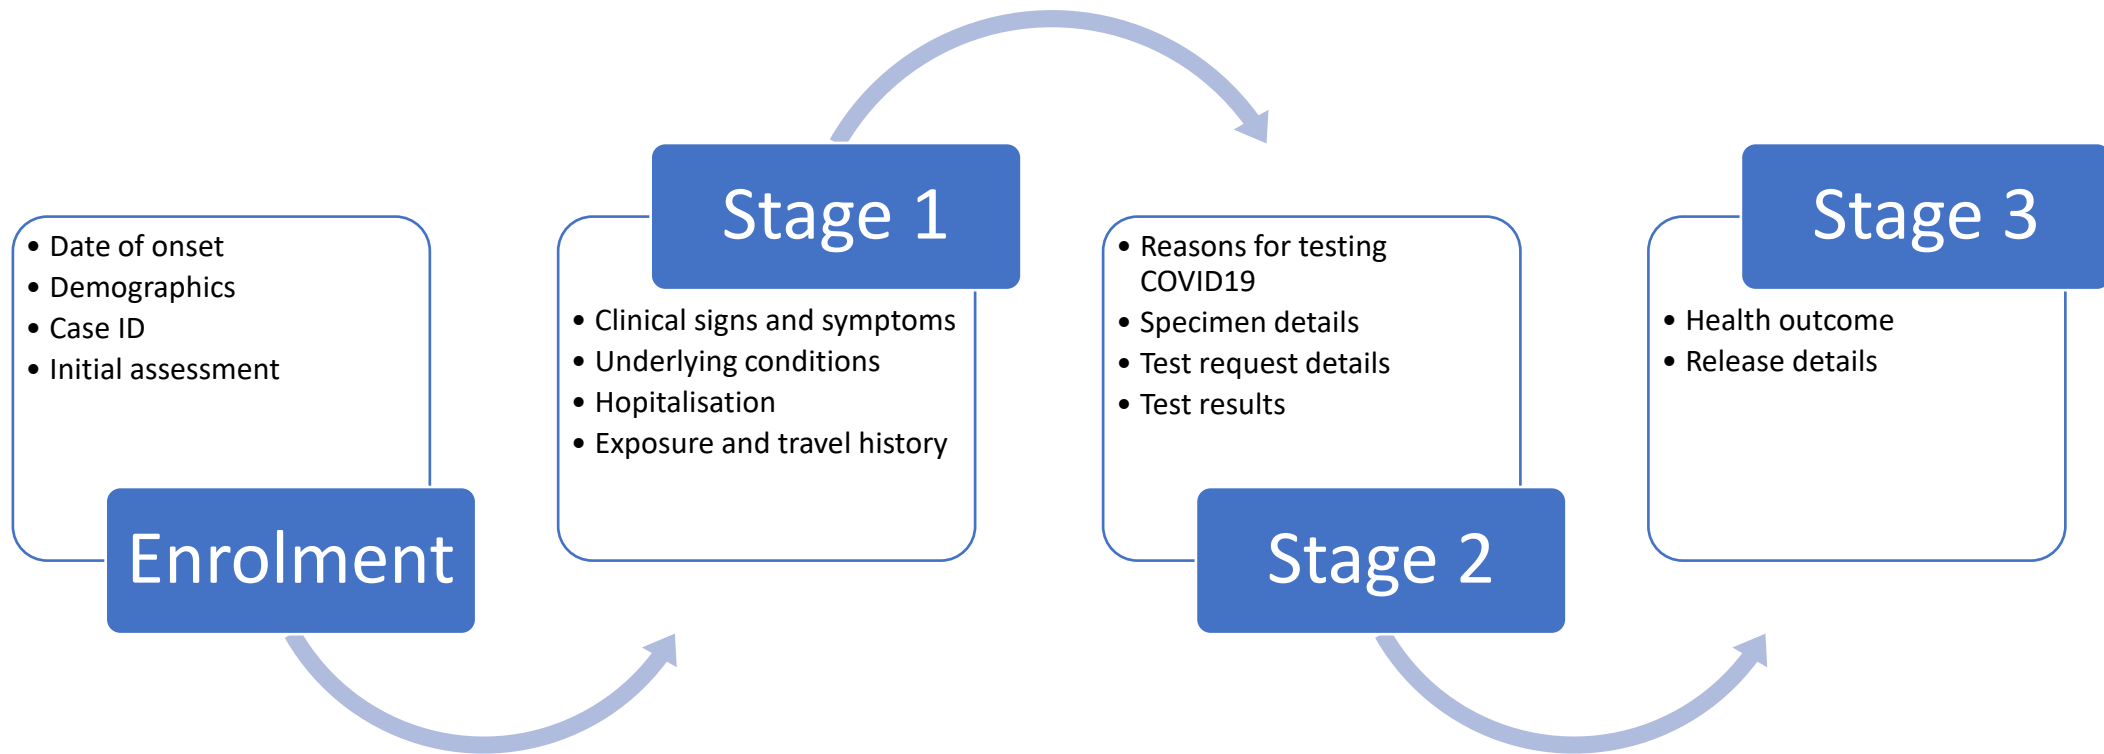 • Date of onset
• Demographics
• Case ID
• Initial assessment
Enrolment
Stage 1
• Clinical signs and symptoms
• Underlying conditions
• Hopitalisation
• Exposure and travel history
• Reasons for testing
COVID19
• Specimen details
• Test request details
• Test results
Stage 2
Stage 3
• Health outcome
• Release details